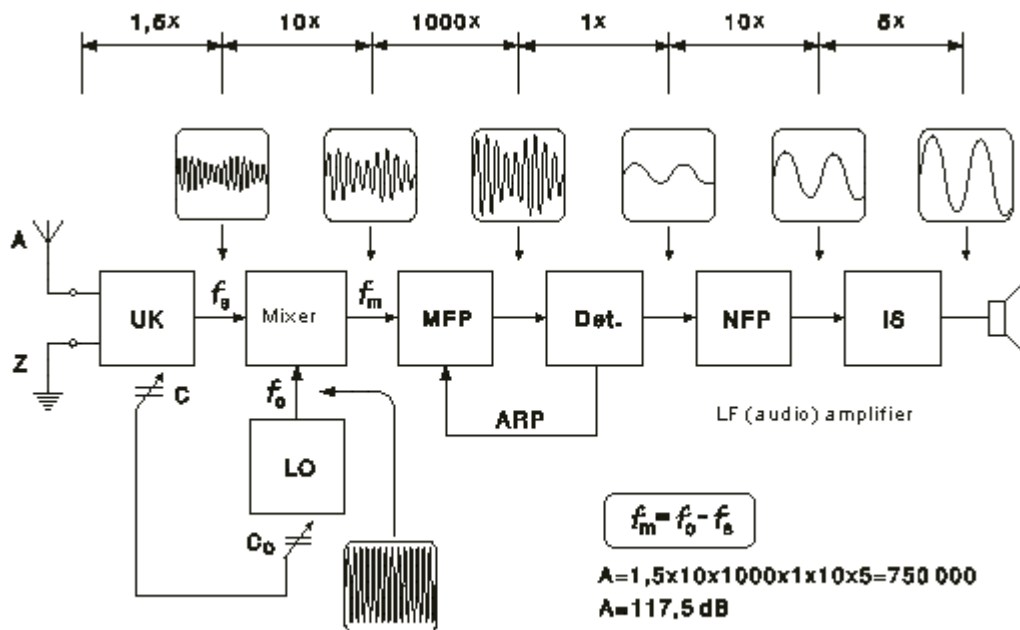 1,5x 10x 1000x 1x 10x 5x
A
fs fm
UK Mixer MFP Det. NFP IS
Z
C fo
ARP LF (audio) amplifier
LO
Co
fm = fo - fs
A=1,5x10x1000x1x10x5=750 000
A=117,5 dB